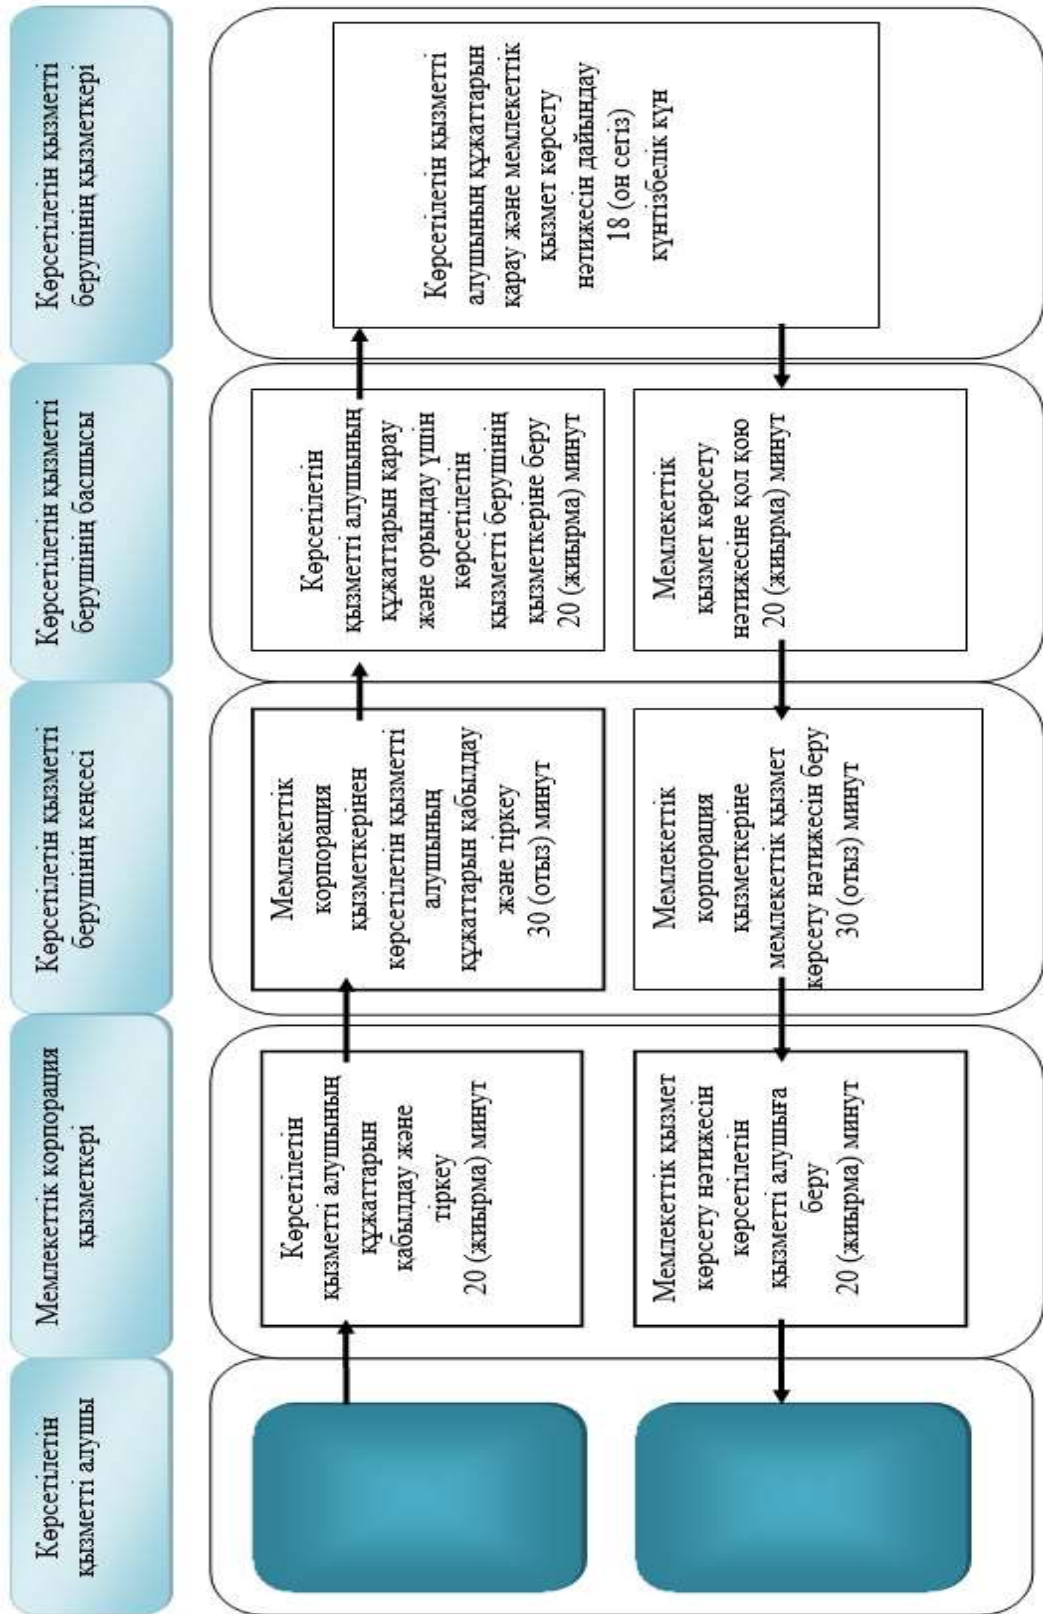 Көрсетілетін
қызметті алушы
Мемлекеттік корпорация
қызметкері
Көрсетілетін қызметті
берушінің кеңсесі
Көрсетілетін қызметті
берушінің басшысы
Көрсетілетін қызметті
берушінің қызметкері
Көрсетілетін
қызметті алушының
құжаттарын
қабылдау және
тіркеу
20 (жиырма) минут
Мемлекеттік
корпорация
қызметкерінен
көрсетілетін қызметті
алушының
құжаттарын қабылдау
және тіркеу
30 (отыз) минут
Көрсетілетін
қызметті алушының
құжаттарын қарау
және орындау үшін
көрсетілетін
қызметті берушінің
қызметкеріне беру
20 (жиырма) минут
Көрсетілетін қызметті
алушының құжаттарын
қарау және мемлекеттік
қызмет көрсету
нәтижесін дайындау
18 (он сегіз)
күнтізбелік күн
Мемлекеттік қызмет
көрсету нәтижесін
көрсетілетін
қызметті алушыға
беру
20 (жиырма) минут
Мемлекеттік
корпорация
қызметкеріне
мемлекеттік қызмет
көрсету нәтижесін беру
30 (отыз) минут
Мемлекеттік
қызмет көрсету
нәтижесіне қол қою
20 (жиырма) минут